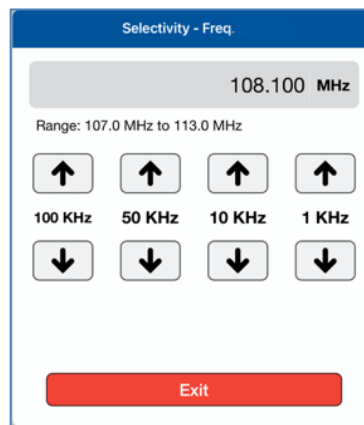 Selectivity - Freq.
108.100 MHz
Range: 107.0 MHz to 113.0 MHz
100 KHz 50 KHz 10 KHz 1 KHz
Exit